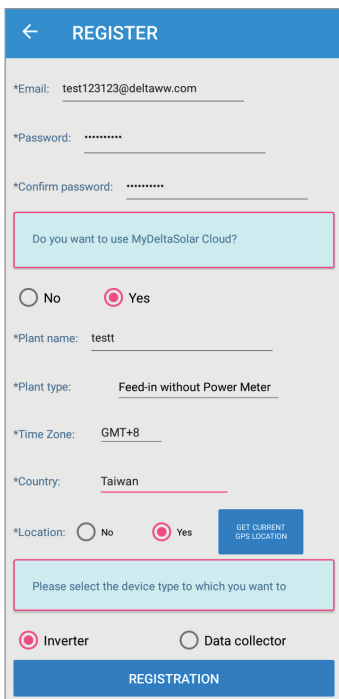 REGISTER
*Email: test123123@deltaww.com
*Password: ••••••••••
*Confirm password: ••••••••••
Do you want to use MyDeltaSolar Cloud?
No Yes
*Plant name: testt
*Plant type: Feed-in without Power Meter
*Time Zone: GMT+8
*Country: Taiwan
*Location: No Yes GET CURRENT
GPS LOCATION
Please select the device type to which you want to
Inverter Data collector
REGISTRATION